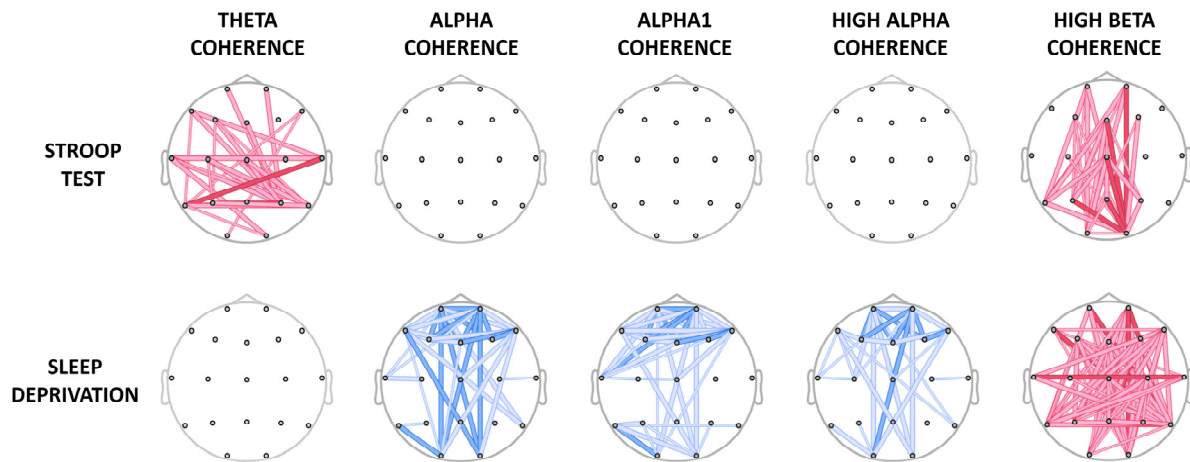 THETA
COHERENCE
ALPHA
COHERENCE
ALPHA1
COHERENCE
HIGH ALPHA
COHERENCE
HIGH BETA
COHERENCE
STROOP
TEST
SLEEP
DEPRIVATION